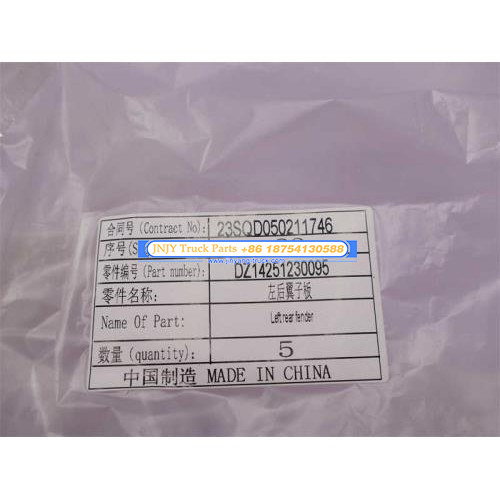 合同号(Contract No): 23SQD050211746
序号(S
JNJY Truck Parts +86 18754130588
零件编号(Part number): DZ14251230095
零件名称: 左后翼子板
Name Of Part: Left rear fender
数量(quantity): 5
中国制造 MADE IN CHINA